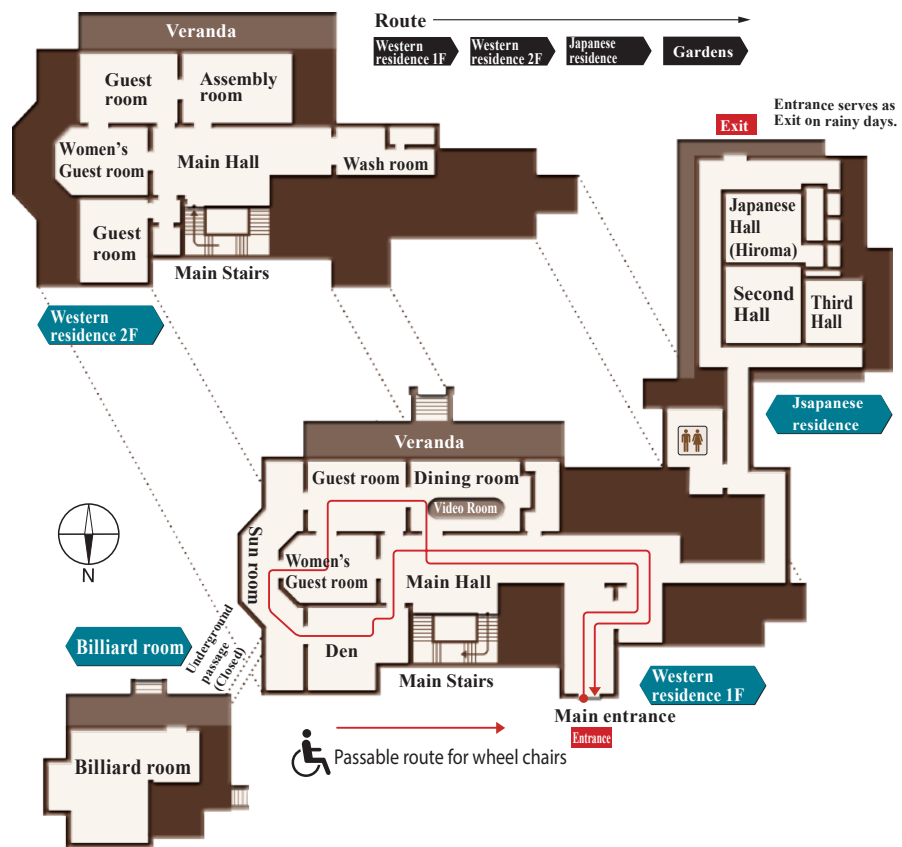 Route
Western
residence 1F
Western
residence 2F
Japanese
residence
Gardens
Veranda
Guest
room
Assembly
room
Women's
Guest room
Main Hall
Wash room
Guest
room
Main Stairs
Western
residence 2F
Exit
Entrance serves as
Exit on rainy days.
Japanese
Hall
(Hiroma)
Second
Hall
Third
Hall
Jsapanese
residence
Veranda
Guest room
Dining room
Video Room
Sun room
Women's
Guest room
Main Hall
Den
Main Stairs
N
Underground
passage
(Closed)
Billiard room
Western
residence 1F
Main entrance
Entrance
Billiard room
Passable route for wheel chairs